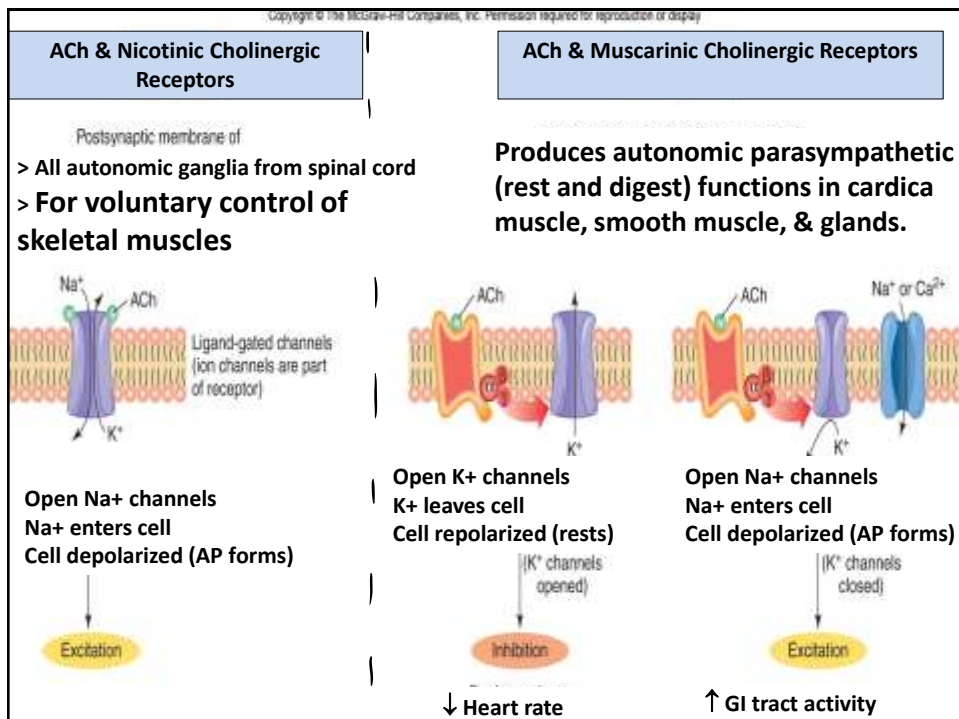 Copyright © The McGraw-Hill Companies, Inc. Permission required for reproduction or display
ACh & Nicotinic Cholinergic
Receptors
Postsynaptic membrane of
> All autonomic ganglia from spinal cord
> For voluntary control of
skeletal muscles
Na⁺
ACh
Ligand-gated channels
(ion channels are part
of receptor)
K⁺
Open Na+ channels
Na+ enters cell
Cell depolarized (AP forms)
Excitation
ACh & Muscarinic Cholinergic Receptors
Produces autonomic parasympathetic
(rest and digest) functions in cardica
muscle, smooth muscle, & glands.
ACh
K⁺
Open K+ channels
K+ leaves cell
Cell repolarized (rests)
(K⁺ channels
opened)
Inhibition
↓ Heart rate
ACh
Na⁺ or Ca²⁺
K⁺
Open Na+ channels
Na+ enters cell
Cell depolarized (AP forms)
(K⁺ channels
closed)
Excitation
↑ GI tract activity